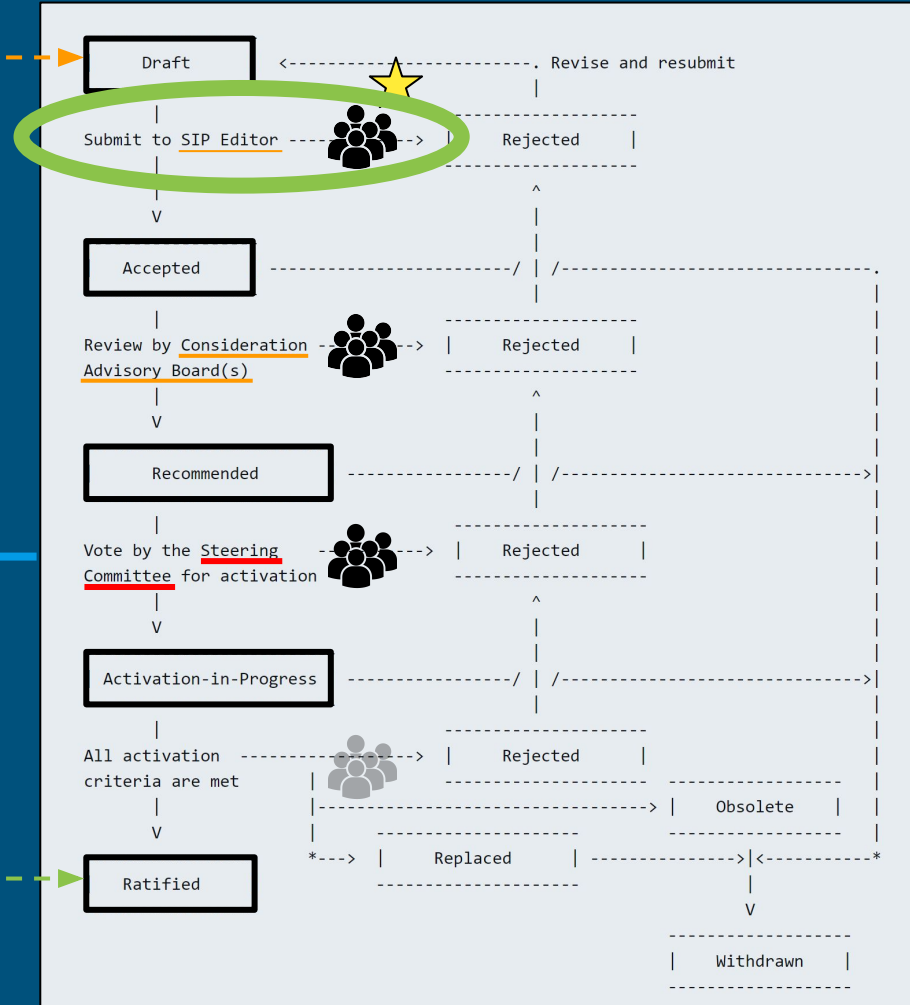 Draft
Revise and resubmit
Submit to SIP Editor
Rejected
Accepted
Review by Consideration
Advisory Board(s)
Rejected
Recommended
Vote by the Steering
Committee for activation
Rejected
Activation-in-Progress
All activation
criteria are met
Rejected
Obsolete
Replaced
Ratified
Withdrawn